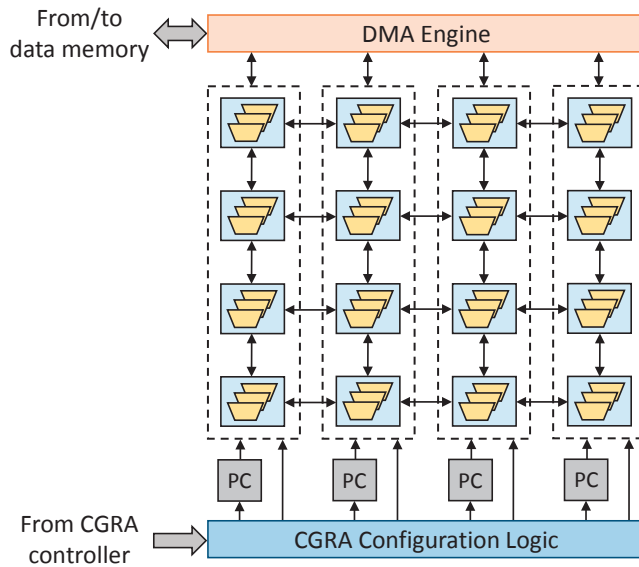 From/to
data memory
DMA Engine
PC
PC
PC
PC
From CGRA
controller
CGRA Configuration Logic